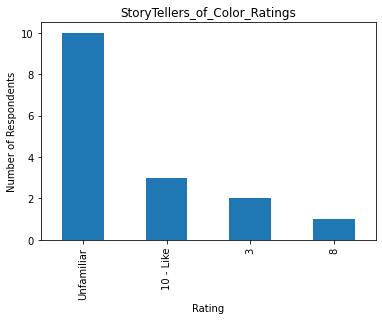 StoryTellers_of_Color_Ratings
Number of Respondents
10
8
6
4
2
0
Unfamiliar
10 - Like
3
8
Rating